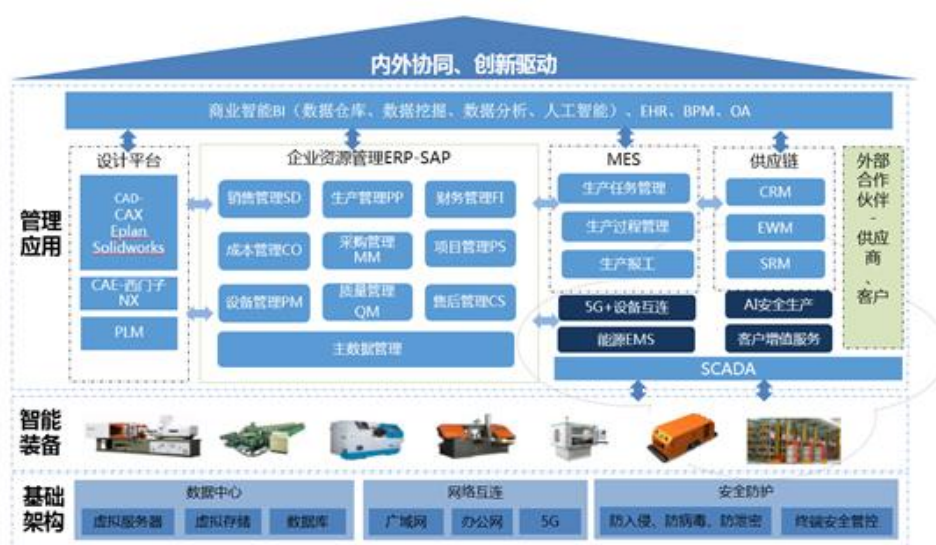 内外协同、创新驱动
商业智能BI（数据仓库、数据挖掘、数据分析、人工智能）、EHR、BPM、OA
管理
应用
设计平台
CAD-
CAX
Eplan
Solidworks
CAE-西门子
NX
PLM
企业资源管理ERP-SAP
销售管理SD
生产管理PP
财务管理FI
成本管理CO
采购管理
MM
项目管理PS
设备管理PM
质量管理
QM
售后管理CS
主数据管理
MES
生产任务管理
生产过程管理
生产报工
5G+设备互连
能源EMS
供应链
CRM
EWM
SRM
AI安全生产
客户增值服务
SCADA
外部
合作
伙伴
-
供应
商
、
客户
智能
装备
基础
架构
数据中心
虚拟服务器
虚拟存储
数据库
网络互连
广域网
办公网
5G
安全防护
防入侵、防病毒、防泄密
终端安全管控